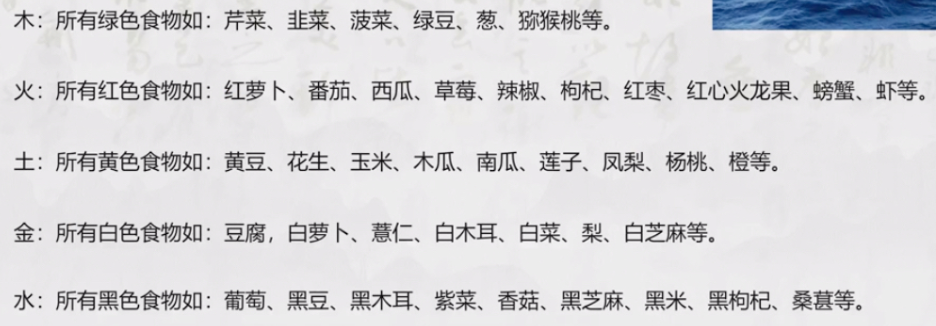 木：所有绿色食物如：芹菜、韭菜、菠菜、绿豆、葱、猕猴桃等。
火：所有红色食物如：红萝卜、番茄、西瓜、草莓、辣椒、枸杞、红枣、红心火龙果、螃蟹、虾等。
土：所有黄色食物如：黄豆、花生、玉米、木瓜、南瓜、莲子、凤梨、杨桃、橙等。
金：所有白色食物如：豆腐，白萝卜、薏仁、白木耳、白菜、梨、白芝麻等。
水：所有黑色食物如：葡萄、黑豆、黑木耳、紫菜、香菇、黑芝麻、黑米、黑枸杞、桑葚等。